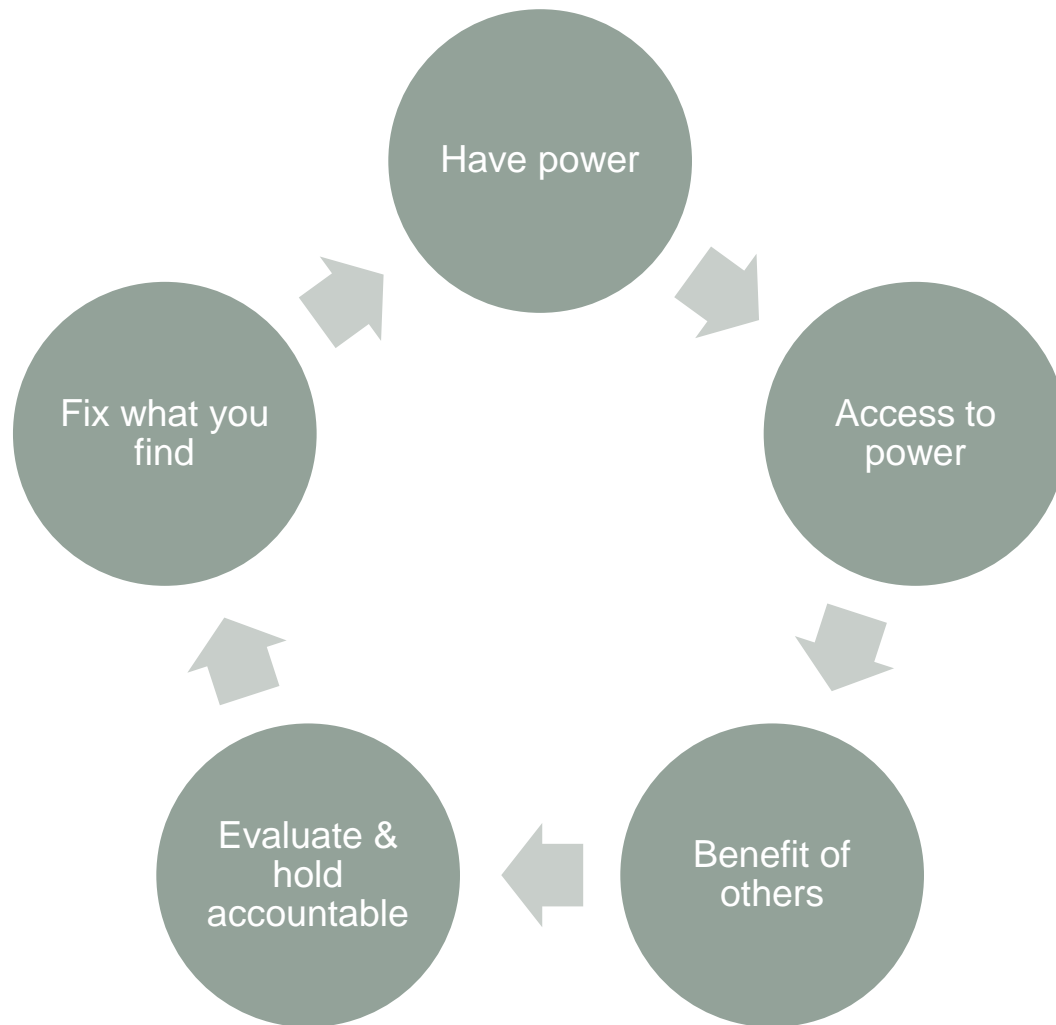 Have power
Access to
power
Benefit of
others
Evaluate &
hold
accountable
Fix what you
find